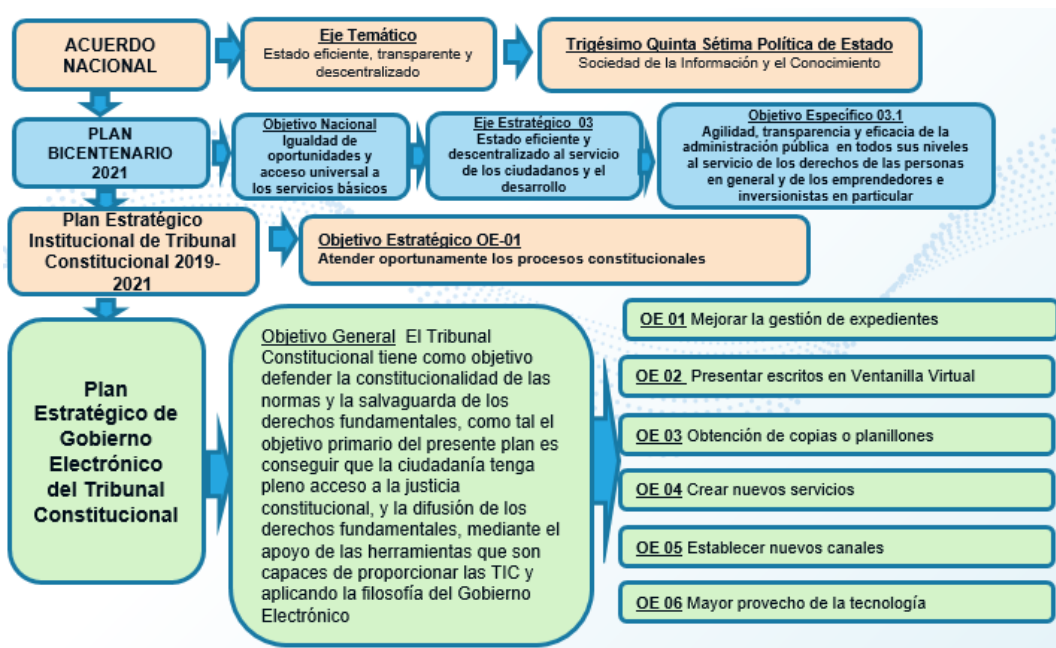 ACUERDO
NACIONAL
Eje Temático
Estado eficiente, transparente y
descentralizado
Trigésimo Quinta Sétima Política de Estado
Sociedad de la Información y el Conocimiento
PLAN
BICENTENARIO
2021
Objetivo Nacional
Igualdad de
oportunidades y
acceso universal a
los servicios básicos
Eje Estratégico 03
Estado eficiente y
descentralizado al servicio
de los ciudadanos y el
desarrollo
Objetivo Específico 03.1
Agilidad, transparencia y eficacia de la
administración pública en todos sus niveles
al servicio de los derechos de las personas
en general y de los emprendedores e
inversionistas en particular
Plan Estratégico
Institucional de Tribunal
Constitucional 2019-
2021
Objetivo Estratégico OE-01
Atender oportunamente los procesos constitucionales
Plan
Estratégico de
Gobierno
Electrónico
del Tribunal
Constitucional
Objetivo General El Tribunal
Constitucional tiene como objetivo
defender la constitucionalidad de las
normas y la salvaguarda de los
derechos fundamentales, como tal el
objetivo primario del presente plan es
conseguir que la ciudadanía tenga
pleno acceso a la justicia
constitucional, y la difusión de los
derechos fundamentales, mediante el
apoyo de las herramientas que son
capaces de proporcionar las TIC y
aplicando la filosofía del Gobierno
Electrónico
OE 01 Mejorar la gestión de expedientes
OE 02 Presentar escritos en Ventanilla Virtual
OE 03 Obtención de copias o planillones
OE 04 Crear nuevos servicios
OE 05 Establecer nuevos canales
OE 06 Mayor provecho de la tecnología